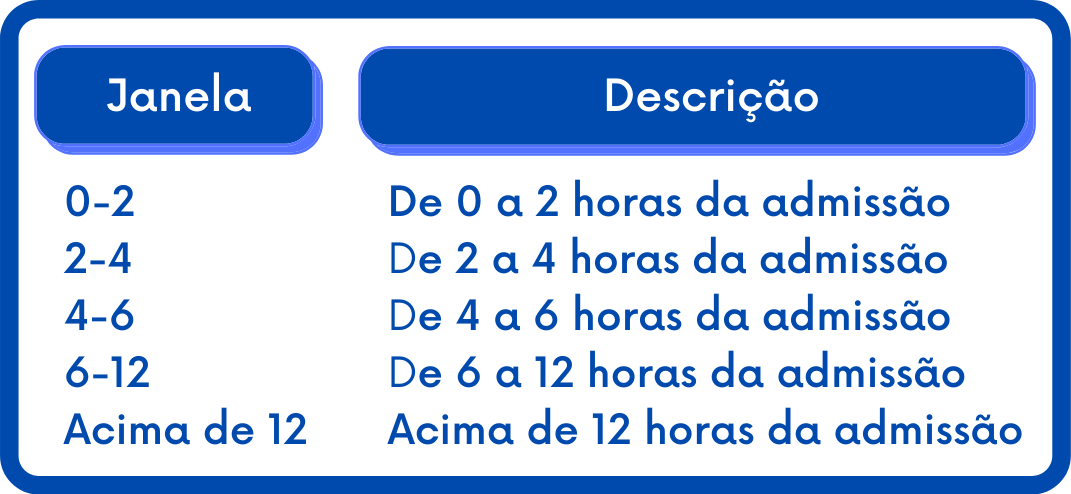 Janela Descrição
0-2 De 0 a 2 horas da admissão
2-4 De 2 a 4 horas da admissão
4-6 De 4 a 6 horas da admissão
6-12 De 6 a 12 horas da admissão
Acima de 12 Acima de 12 horas da admissão